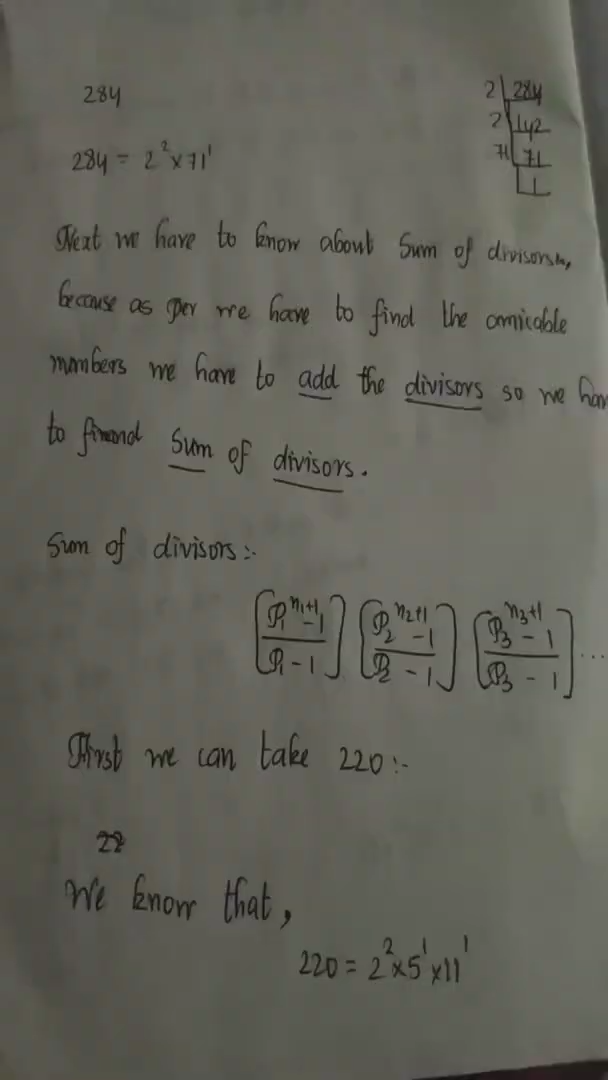 284
2 | 284
2 | 142
71 | 71
1
284 = 2² × 71¹
Next we have to know about sum of divisors,
because as per we have to find the amicable
numbers we have to add the divisors so we hav
to find sum of divisors.
Sum of divisors :-
[P₁^(n₁+1) - 1 / P₁ - 1] [P₂^(n₂+1) - 1 / P₂ - 1] [P₃^(n₃+1) - 1 / P₃ - 1] ...
First we can take 220 :-
We know that,
220 = 2² × 5¹ × 11¹